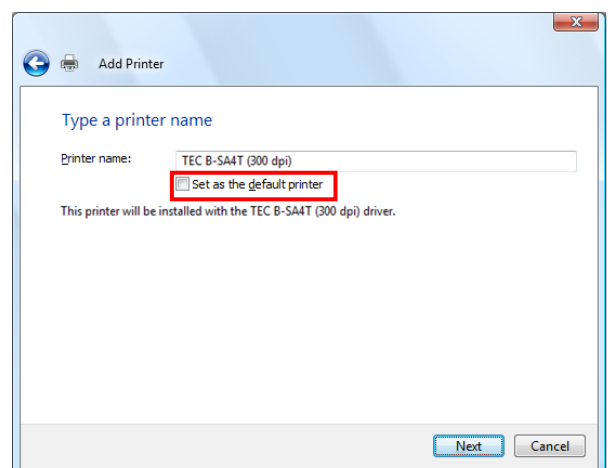 Add Printer
Type a printer name
Printer name: TEC B-SA4T (300 dpi)
Set as the default printer
This printer will be installed with the TEC B-SA4T (300 dpi) driver.
Next Cancel